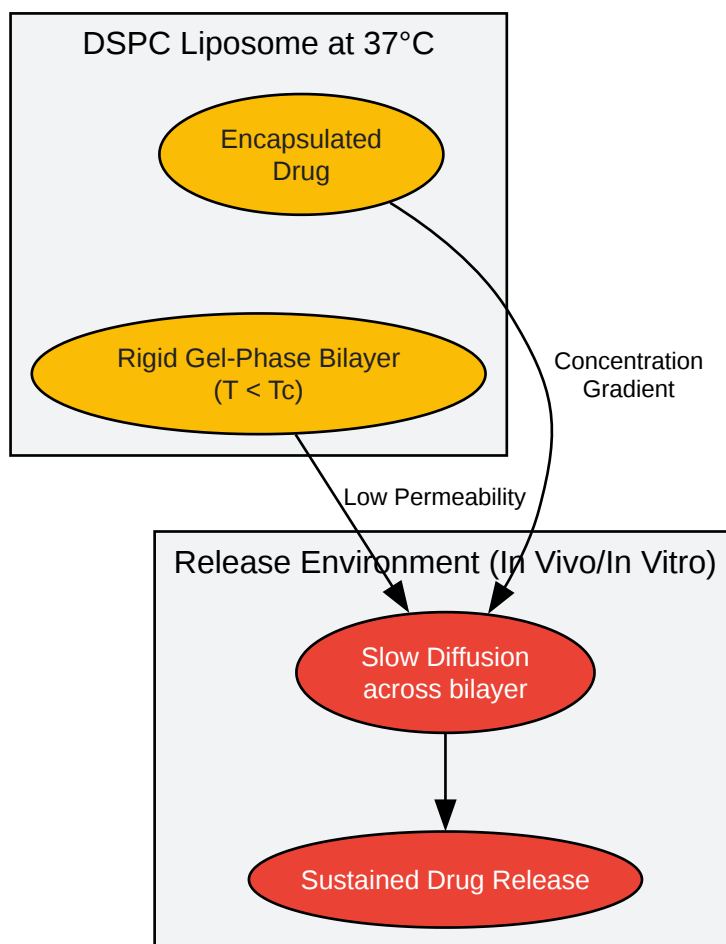 DSPC Liposome at 37°C
Encapsulated
Drug
Rigid Gel-Phase Bilayer
(T < Tc)
Concentration
Gradient
Low Permeability
Release Environment (In Vivo/In Vitro)
Slow Diffusion
across bilayer
Sustained Drug Release